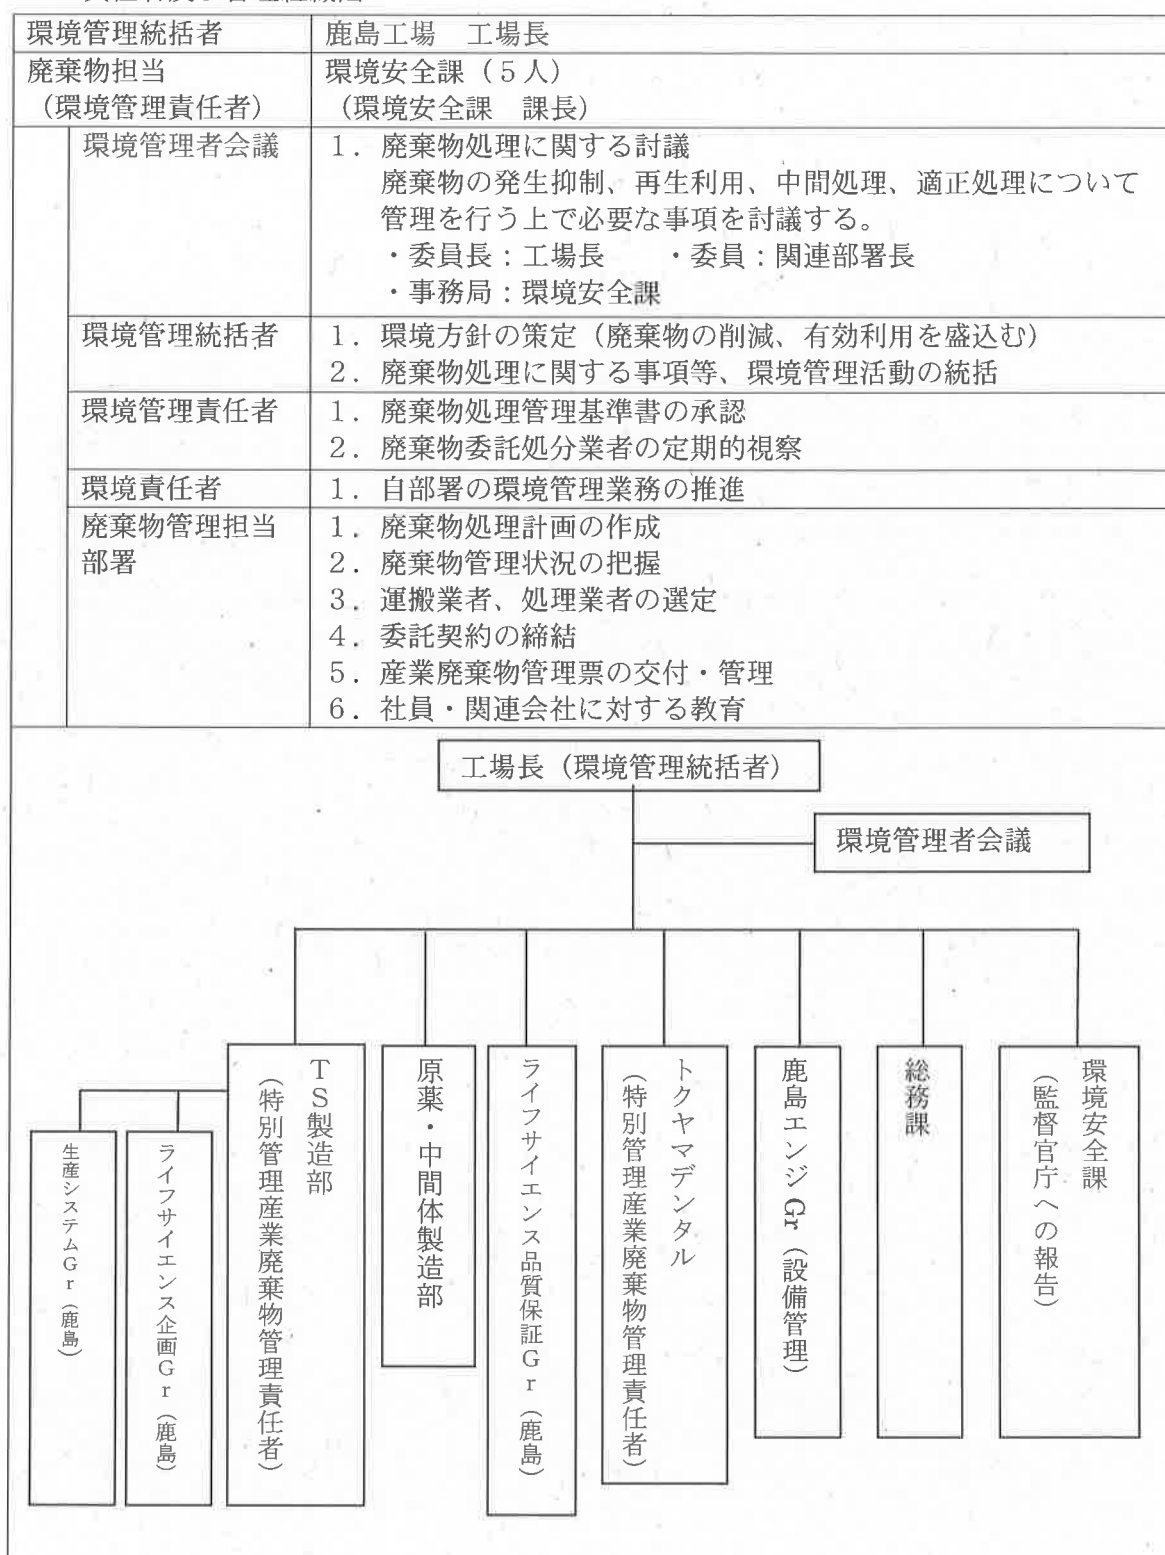 環境管理統括者 鹿島工場 工場長
廃棄物担当 環境安全課（5人）
（環境管理責任者） （環境安全課 課長）
環境管理者会議 1．廃棄物処理に関する討議
廃棄物の発生抑制、再生利用、中間処理、適正処理について
管理を行う上で必要な事項を討議する。
・委員長：工場長 ・委員：関連部署長
・事務局：環境安全課
環境管理統括者 1．環境方針の策定（廃棄物の削減、有効利用を盛込む）
2．廃棄物処理に関する事項等、環境管理活動の統括
環境管理責任者 1．廃棄物処理管理基準書の承認
2．廃棄物委託処分業者の定期的視察
環境責任者 1．自部署の環境管理業務の推進
廃棄物管理担当 1．廃棄物処理計画の作成
部署 2．廃棄物管理状況の把握
3．運搬業者、処理業者の選定
4．委託契約の締結
5．産業廃棄物管理票の交付・管理
6．社員・関連会社に対する教育
工場長（環境管理統括者）
環境管理者会議
生産システムGr（鹿島）
ライフサイエンス企画Gr（鹿島）
TS製造部
（特別管理産業廃棄物管理責任者）
原薬・中間体製造部
ライフサイエンス品質保証Gr（鹿島）
トクヤマデンタル
（特別管理産業廃棄物管理責任者）
鹿島エンジGr（設備管理）
総務課
環境安全課
（監督官庁への報告）